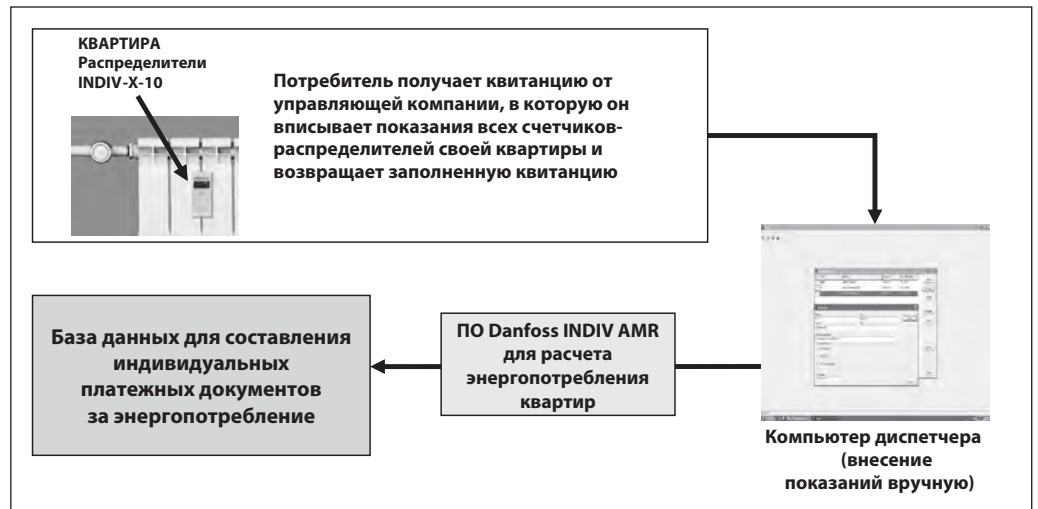 КВАРТИРА
Распределители
INDIV-X-10
Потребитель получает квитанцию от
управляющей компании, в которую он
вписывает показания всех счетчиков-
распределителей своей квартиры и
возвращает заполненную квитанцию
База данных для составления
индивидуальных
платежных документов
за энергопотребление
ПО Danfoss INDIV AMR
для расчета
энергопотребления
квартир
Компьютер диспетчера
(внесение
показаний вручную)